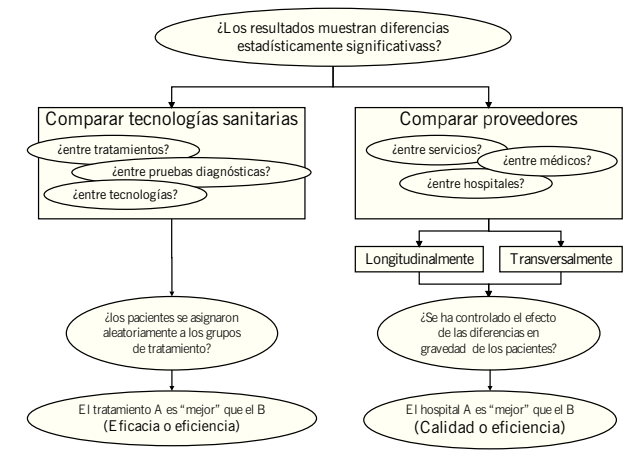 ¿Los resultados muestran diferencias
estadísticamente significativass?
Comparar tecnologías sanitarias
¿entre tratamientos?
¿entre pruebas diagnósticas?
¿entre tecnologías?
Comparar proveedores
¿entre servicios?
¿entre médicos?
¿entre hospitales?
Longitudinalmente
Transversalmente
¿los pacientes se asignaron
aleatoriamente a los grupos
de tratamiento?
¿Se ha controlado el efecto
de las diferencias en
gravedad de los pacientes?
El tratamiento A es “mejor” que el B
(Eficacia o eficiencia)
El hospital A es “mejor” que el B
(Calidad o eficiencia)